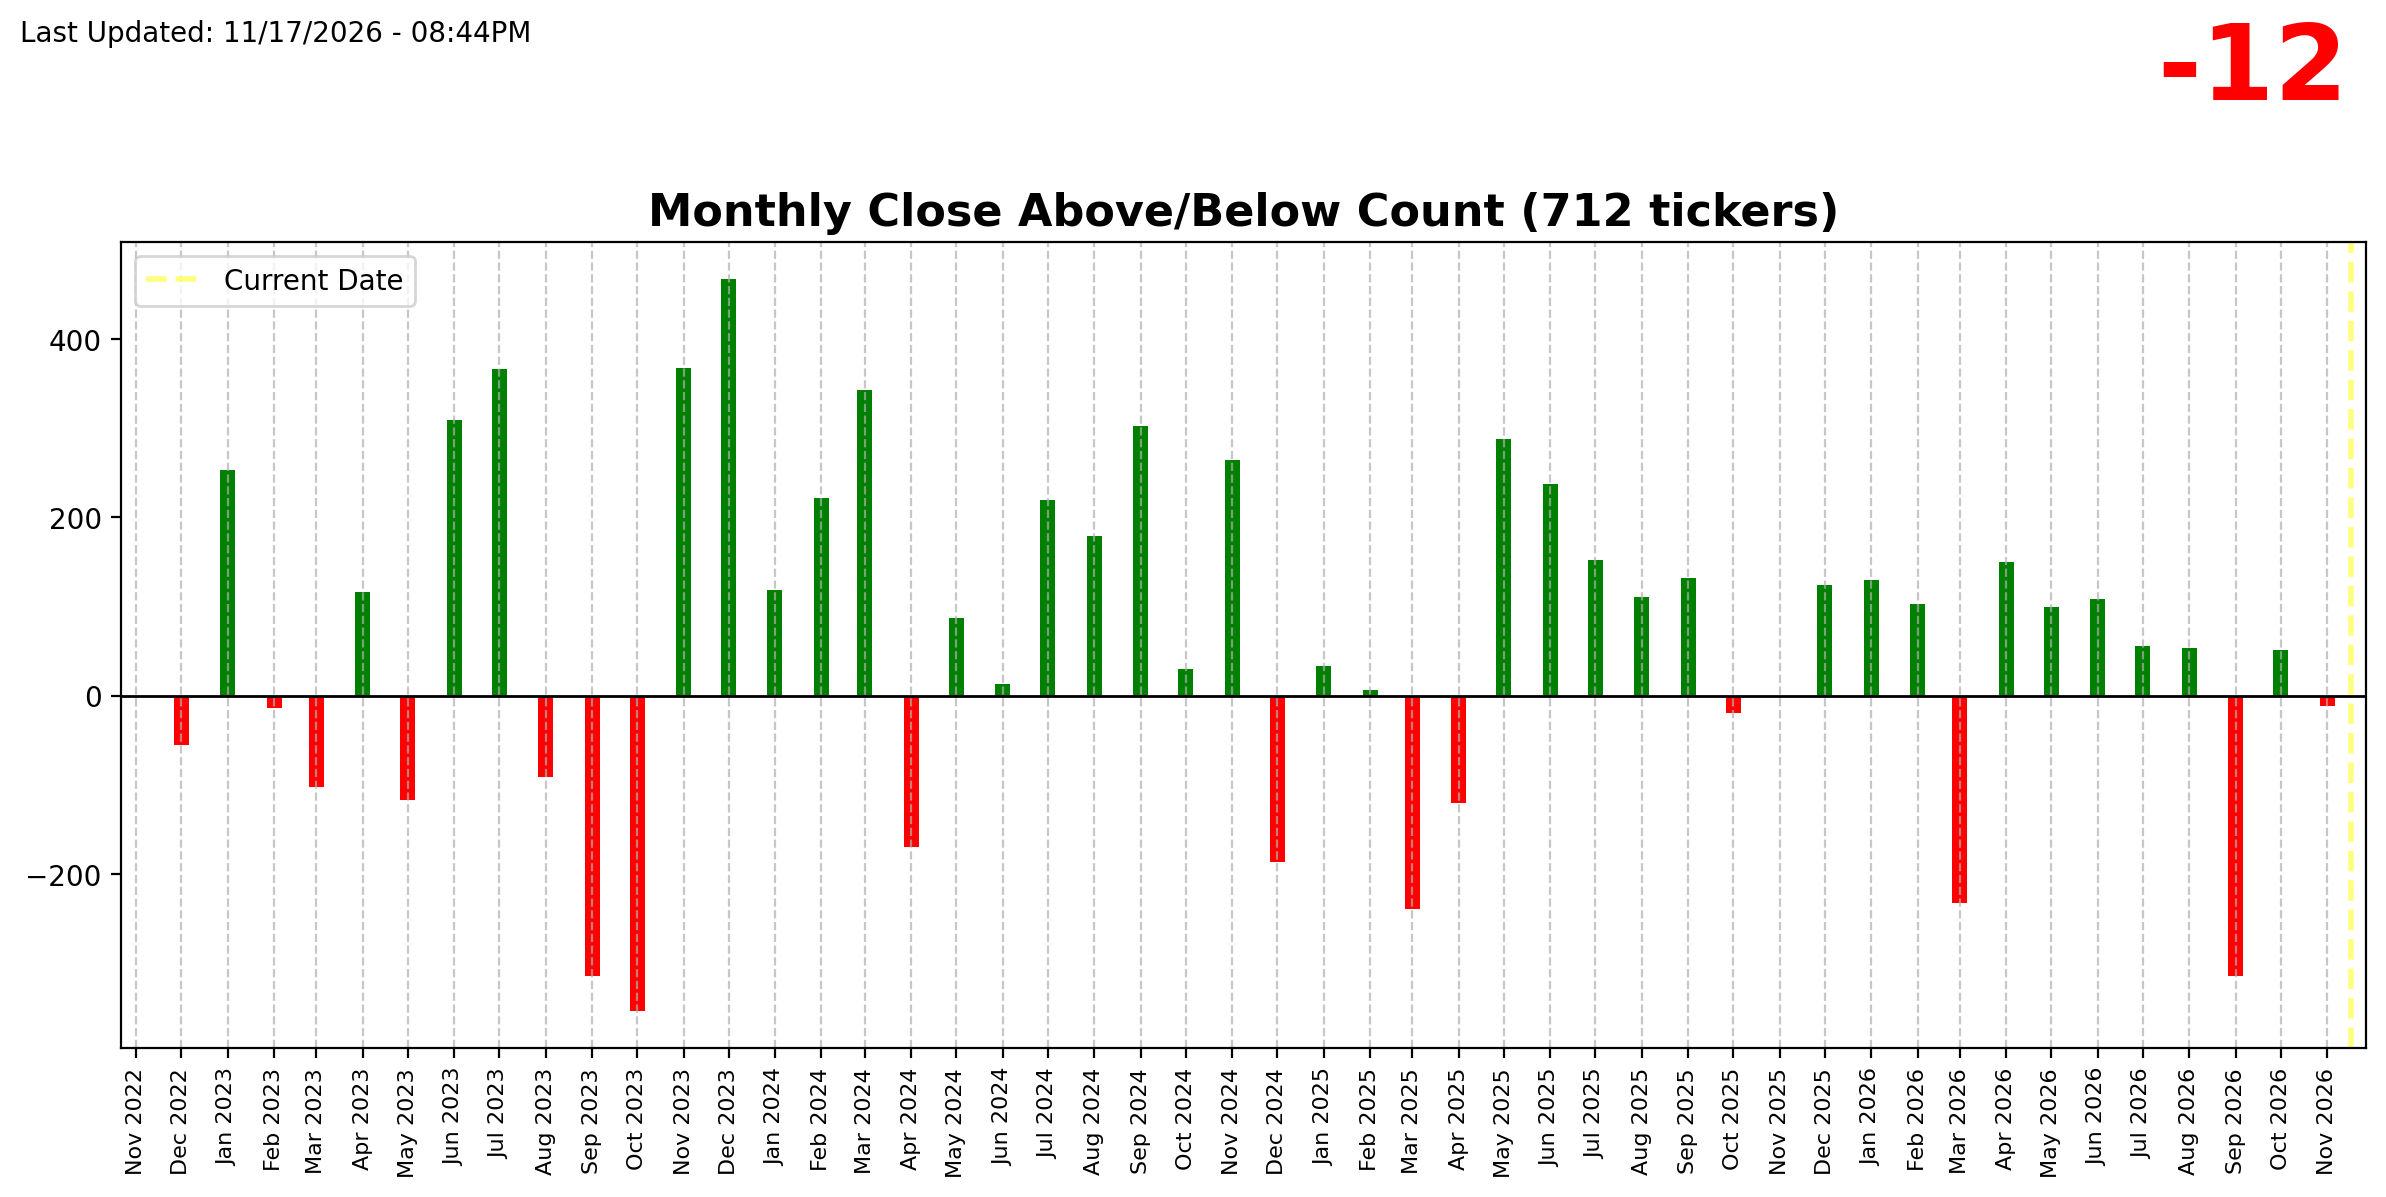 Last Updated: 11/17/2026 - 08:44PM
-12
Monthly Close Above/Below Count (712 tickers)
Current Date
400
200
0
−200
Nov 2022
Dec 2022
Jan 2023
Feb 2023
Mar 2023
Apr 2023
May 2023
Jun 2023
Jul 2023
Aug 2023
Sep 2023
Oct 2023
Nov 2023
Dec 2023
Jan 2024
Feb 2024
Mar 2024
Apr 2024
May 2024
Jun 2024
Jul 2024
Aug 2024
Sep 2024
Oct 2024
Nov 2024
Dec 2024
Jan 2025
Feb 2025
Mar 2025
Apr 2025
May 2025
Jun 2025
Jul 2025
Aug 2025
Sep 2025
Oct 2025
Nov 2025
Dec 2025
Jan 2026
Feb 2026
Mar 2026
Apr 2026
May 2026
Jun 2026
Jul 2026
Aug 2026
Sep 2026
Oct 2026
Nov 2026